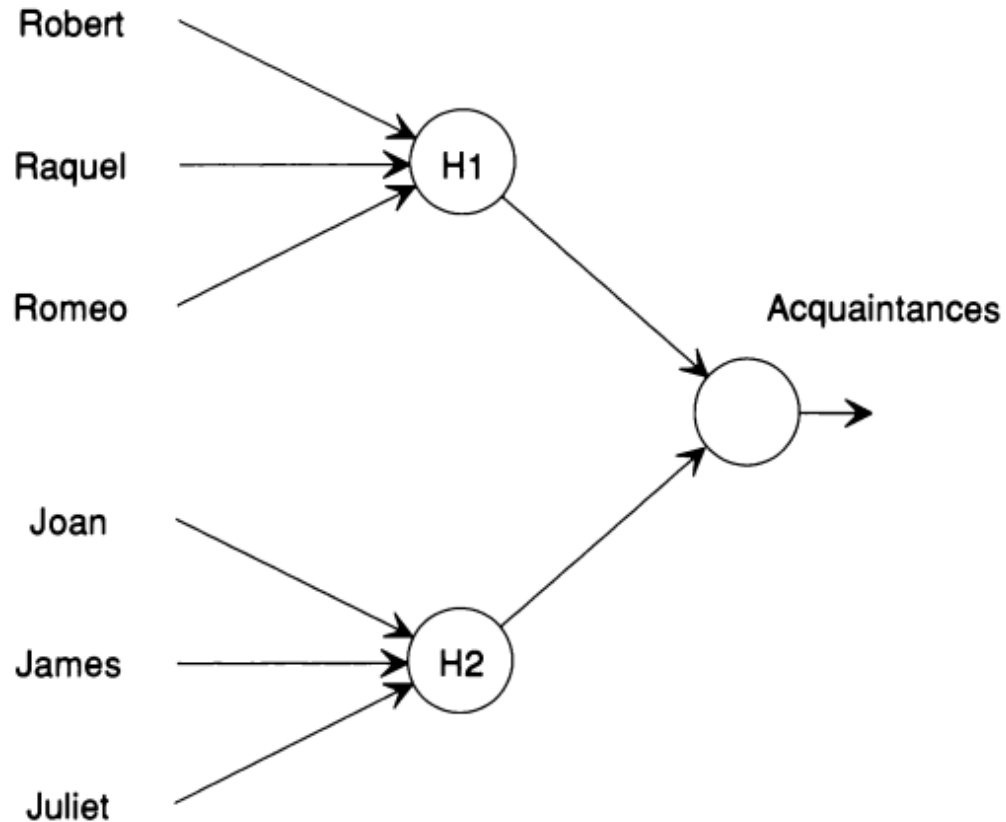 Robert
Raquel
H1
Romeo
Acquaintances
Joan
James
H2
Juliet